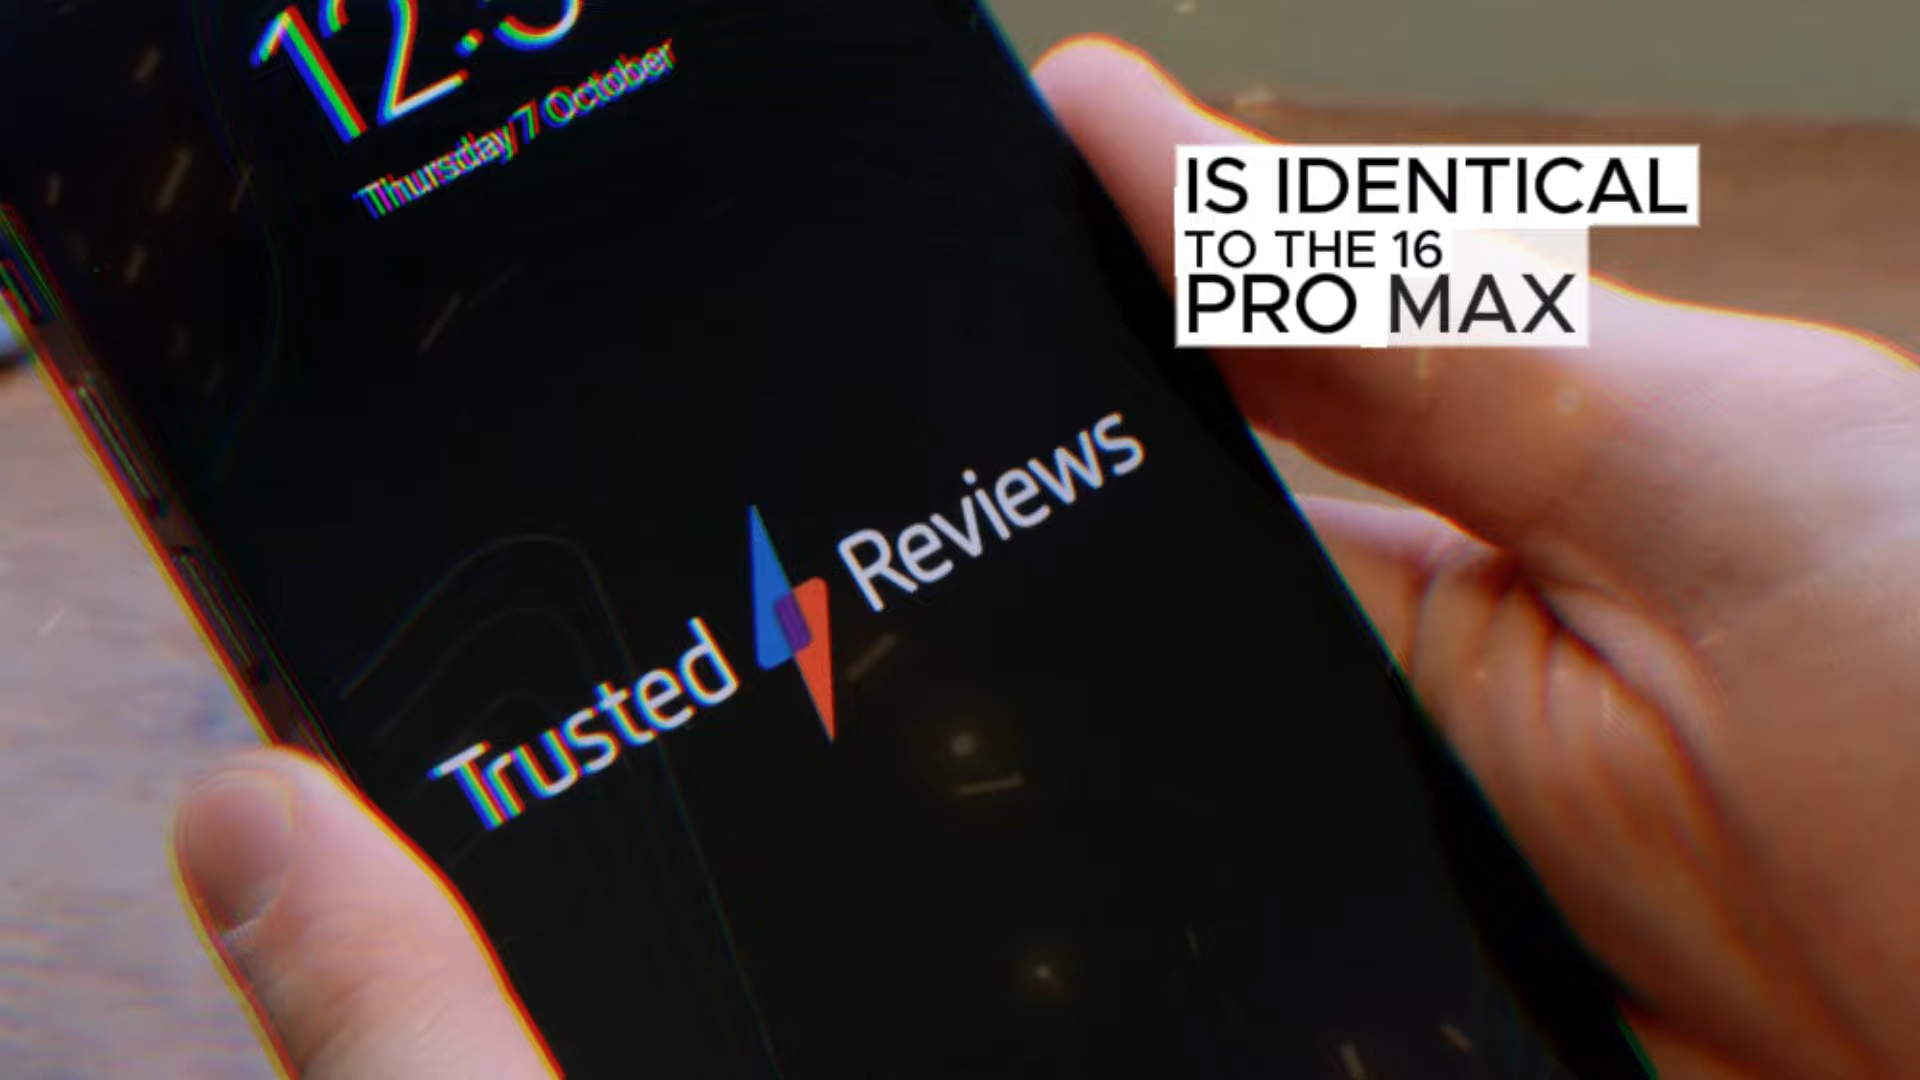 Thursday 7 October
IS IDENTICAL
TO THE 16
PRO MAX
Trusted Reviews